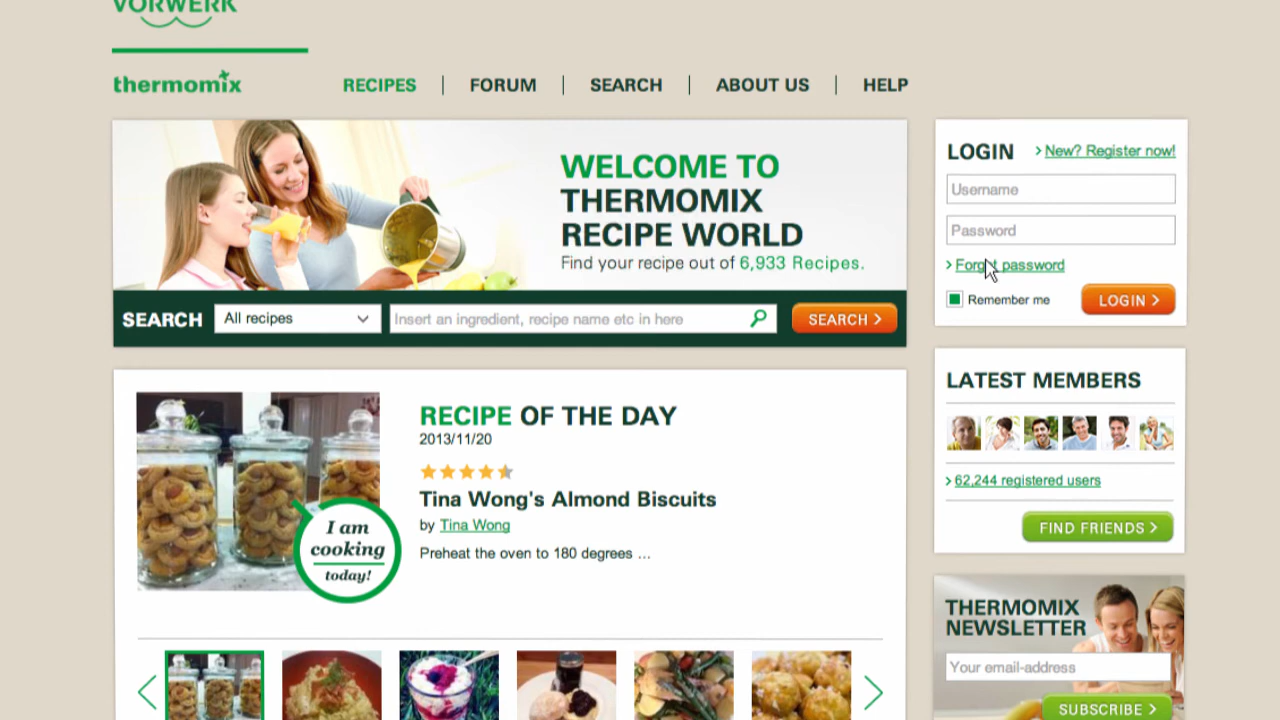 VORWERK
thermomix
RECIPES
FORUM
SEARCH
ABOUT US
HELP
WELCOME TO
THERMOMIX
RECIPE WORLD
Find your recipe out of 6,933 Recipes.
SEARCH
All recipes
Insert an ingredient, recipe name etc in here
SEARCH
LOGIN
New? Register now!
Username
Password
Forgot password
Remember me
LOGIN
RECIPE OF THE DAY
2013/11/20
Tina Wong's Almond Biscuits
by Tina Wong
Preheat the oven to 180 degrees ...
I am
cooking
today!
LATEST MEMBERS
62,244 registered users
FIND FRIENDS
THERMOMIX
NEWSLETTER
Your email-address
SUBSCRIBE